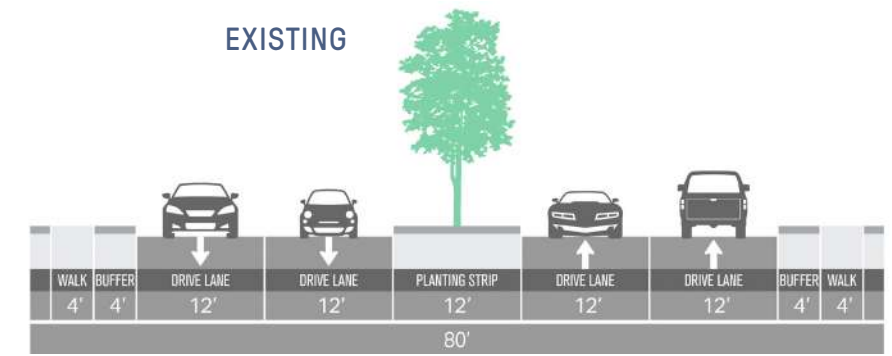 EXISTING
WALK BUFFER DRIVE LANE DRIVE LANE PLANTING STRIP DRIVE LANE DRIVE LANE BUFFER WALK
4' 4' 12' 12' 12' 12' 12' 4' 4'
80'